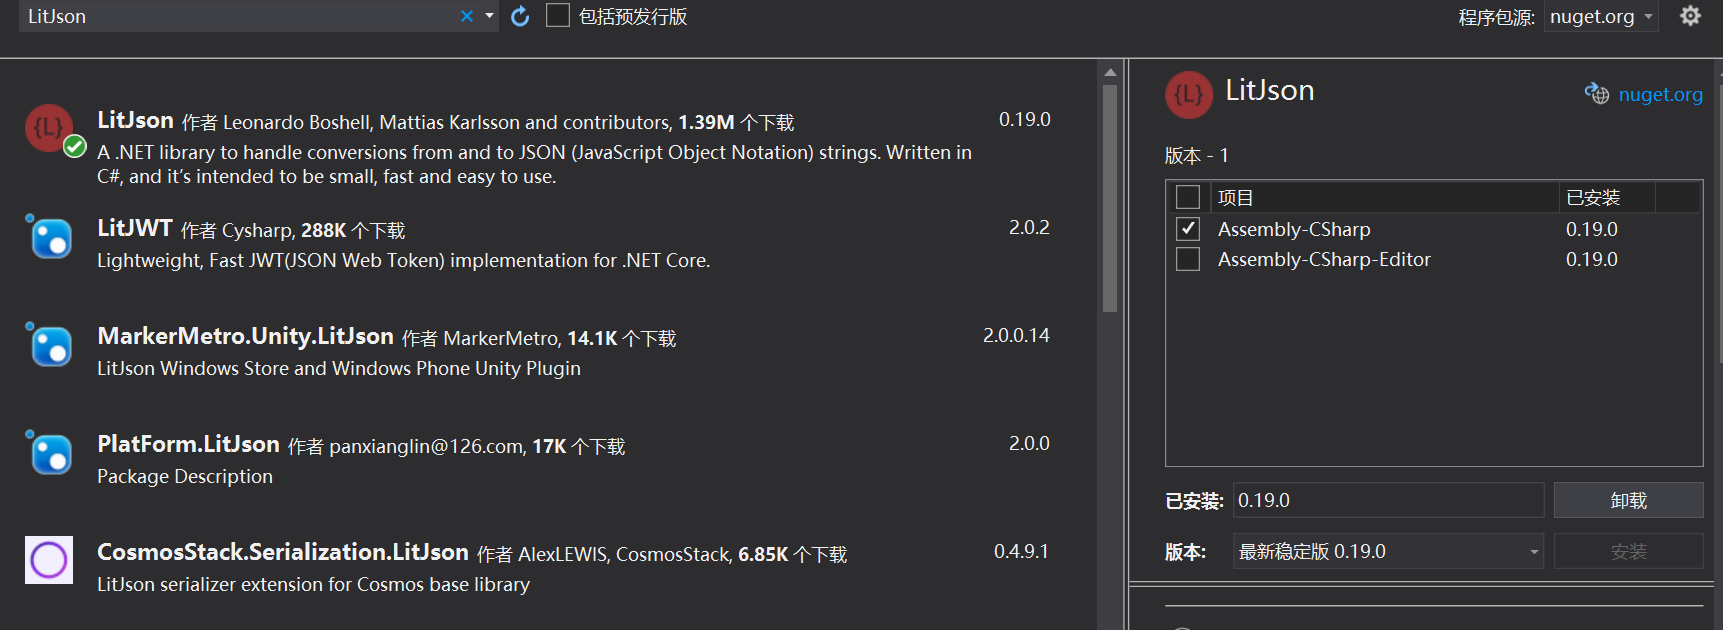 LitJson
包括预发行版
程序包源: nuget.org
{L}
LitJson 作者 Leonardo Boshell, Mattias Karlsson and contributors, 1.39M 个下载 0.19.0
A .NET library to handle conversions from and to JSON (JavaScript Object Notation) strings. Written in
C#, and it's intended to be small, fast and easy to use.
LitJWT 作者 Cysharp, 288K 个下载 2.0.2
Lightweight, Fast JWT(JSON Web Token) implementation for .NET Core.
MarkerMetro.Unity.LitJson 作者 MarkerMetro, 14.1K 个下载 2.0.0.14
LitJson Windows Store and Windows Phone Unity Plugin
PlatForm.LitJson 作者 panxianglin@126.com, 17K 个下载 2.0.0
Package Description
CosmosStack.Serialization.LitJson 作者 AlexLEWIS, CosmosStack, 6.85K 个下载 0.4.9.1
LitJson serializer extension for Cosmos base library
{L} LitJson
nuget.org
版本 - 1
项目 已安装
Assembly-CSharp 0.19.0
Assembly-CSharp-Editor 0.19.0
已安装: 0.19.0 卸载
版本: 最新稳定版 0.19.0 安装